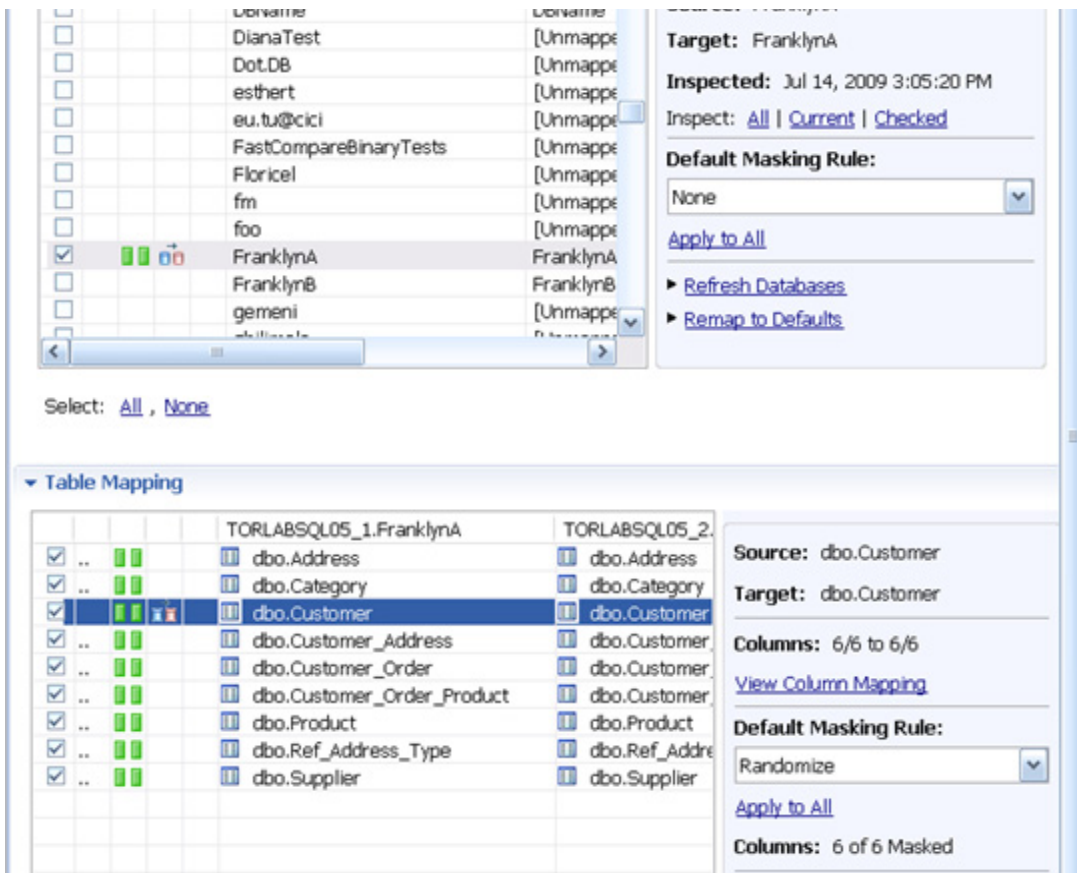 DBName DBName
DianaTest [Unmappe
Dot.DB [Unmappe
esthert [Unmappe
eu.tu@cici [Unmappe
FastCompareBinaryTests [Unmappe
Floricel [Unmappe
fm [Unmappe
foo [Unmappe
FranklynA FranklynA
FranklynB FranklynB
gemeni [Unmappe
Target: FranklynA
Inspected: Jul 14, 2009 3:05:20 PM
Inspect: All | Current | Checked
Default Masking Rule:
None
Apply to All
Refresh Databases
Remap to Defaults
Select: All , None
Table Mapping
TORLABSQL05_1.FranklynA TORLABSQL05_2.
.. dbo.Address dbo.Address
.. dbo.Category dbo.Category
dbo.Customer dbo.Customer
.. dbo.Customer_Address dbo.Customer_
.. dbo.Customer_Order dbo.Customer_
.. dbo.Customer_Order_Product dbo.Customer_
.. dbo.Product dbo.Product
.. dbo.Ref_Address_Type dbo.Ref_Addre
.. dbo.Supplier dbo.Supplier
Source: dbo.Customer
Target: dbo.Customer
Columns: 6/6 to 6/6
View Column Mapping
Default Masking Rule:
Randomize
Apply to All
Columns: 6 of 6 Masked